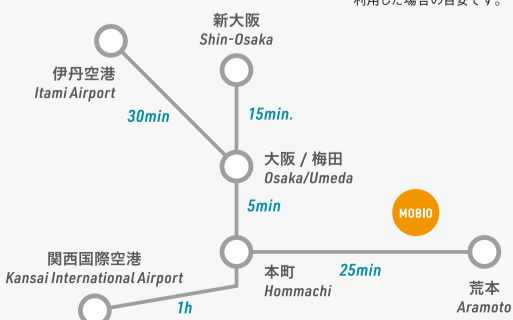 利用した場合の目安です。
新大阪
Shin-Osaka
伊丹空港
Itami Airport
30min
15min.
大阪 / 梅田
Osaka/Umeda
5min
MOBIO
関西国際空港
Kansai International Airport
本町
Hommachi
25min
荒本
Aramoto
1h